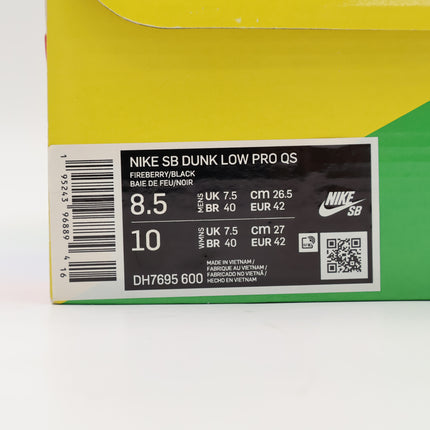 1 95243 96889 4 16
NIKE SB DUNK LOW PRO QS
FIREBERRY/BLACK
BAIE DE FEU/NOIR
8.5 MENS UK 7.5 cm 26.5
BR 40 EUR 42
10 WMNS UK 7.5 cm 27
BR 40 EUR 42
NIKE
SB
MADE IN VIETNAM /
FABRIQUE AU VIETNAM /
FABRICADO NO VIETNÃ /
HECHO EN VIETNAM
DH7695 600